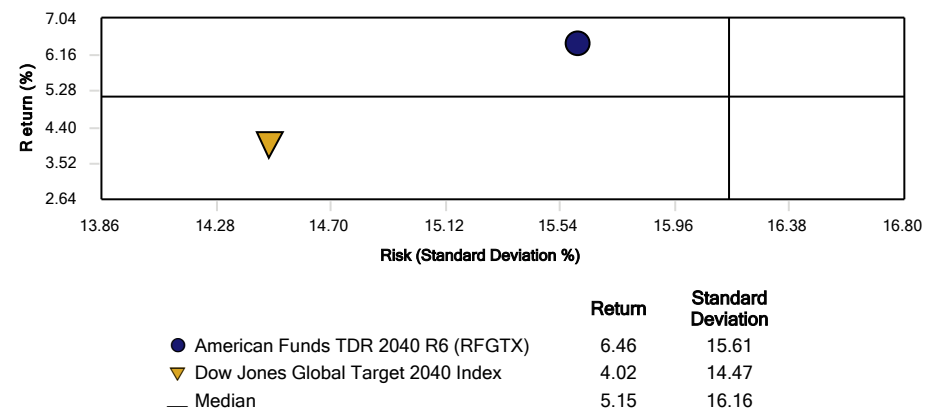 7.04
6.16
5.28
4.40
3.52
2.64
Return (%)
13.86 14.28 14.70 15.12 15.54 15.96 16.38 16.80
Risk (Standard Deviation %)
Return Standard Deviation
American Funds TDR 2040 R6 (RFGTX) 6.46 15.61
Dow Jones Global Target 2040 Index 4.02 14.47
Median 5.15 16.16